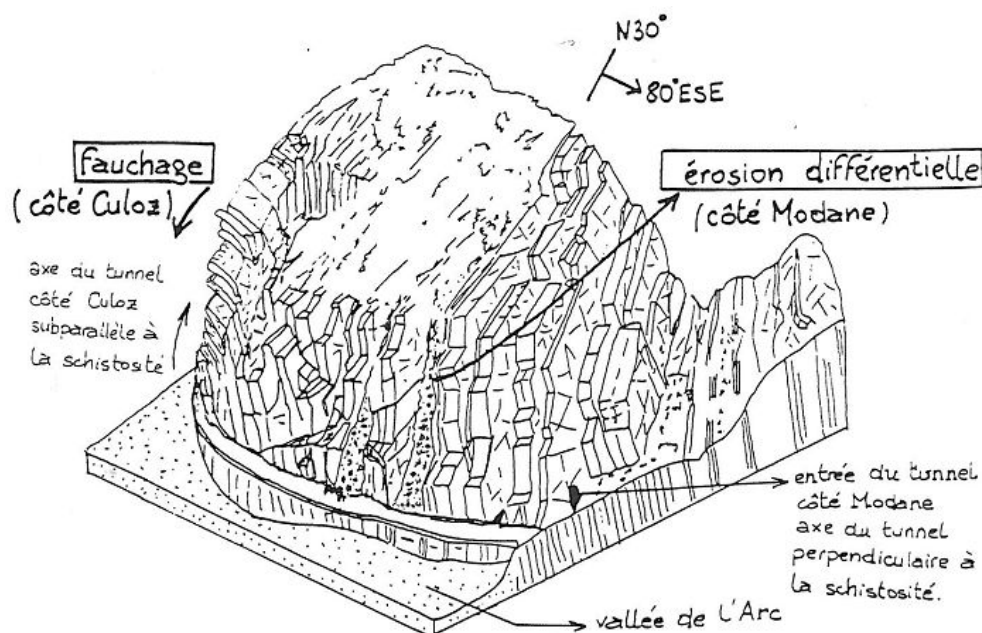 N30°
80°ESE
fauchage
(côté Culoz)
érosion différentielle
(côté Modane)
axe du tunnel
côté Culoz
subparallèle à
la schistosité
entrée du tunnel
côté Modane
axe du tunnel
perpendiculaire à
la schistosité.
vallée de l'Arc